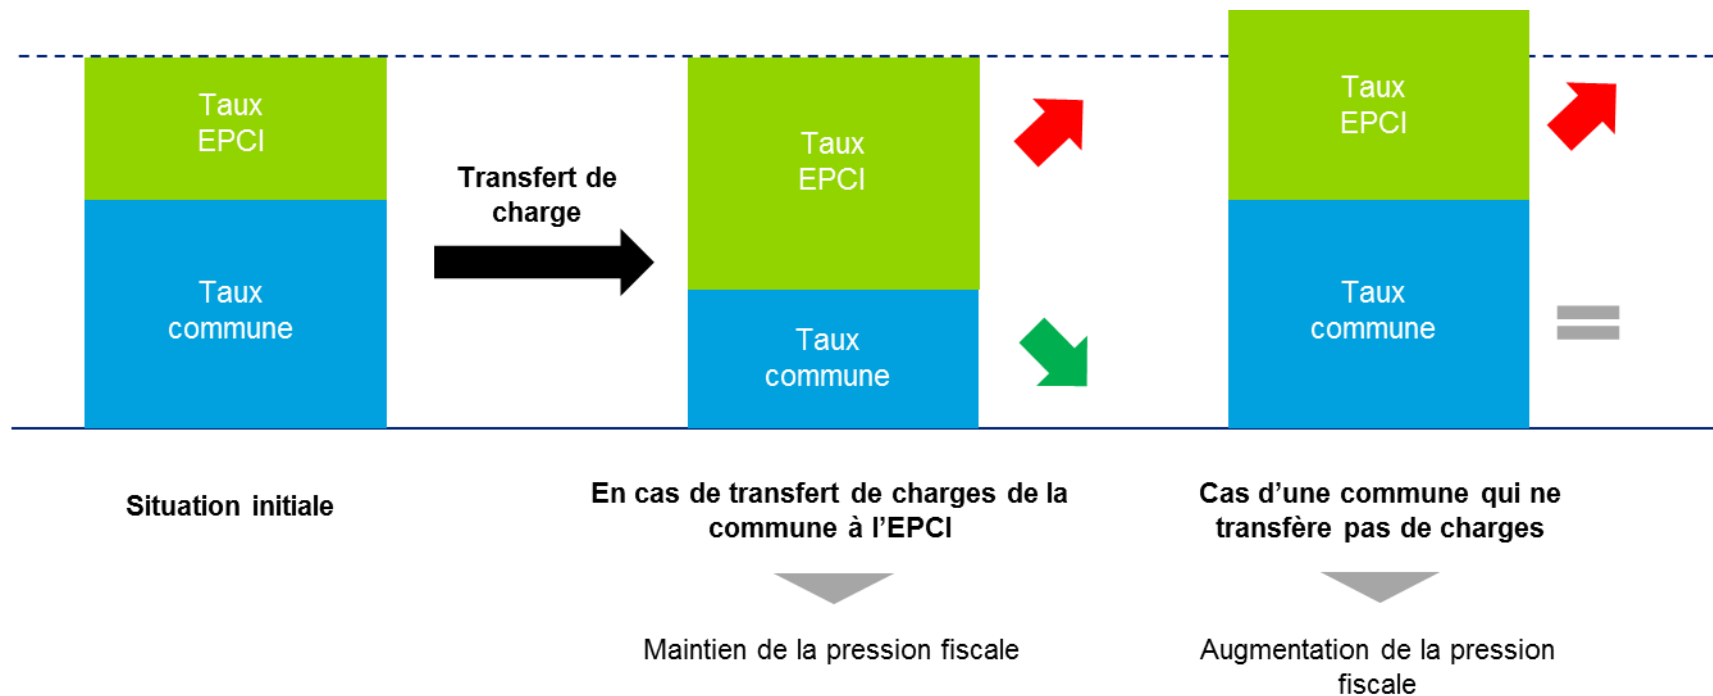 Taux
EPCI
Taux
commune
Transfert de
charge
Taux
EPCI
Taux
commune
Taux
EPCI
Taux
commune
Situation initiale
En cas de transfert de charges de la
commune à l’EPCI
Maintien de la pression fiscale
Cas d’une commune qui ne
transfère pas de charges
Augmentation de la pression
fiscale